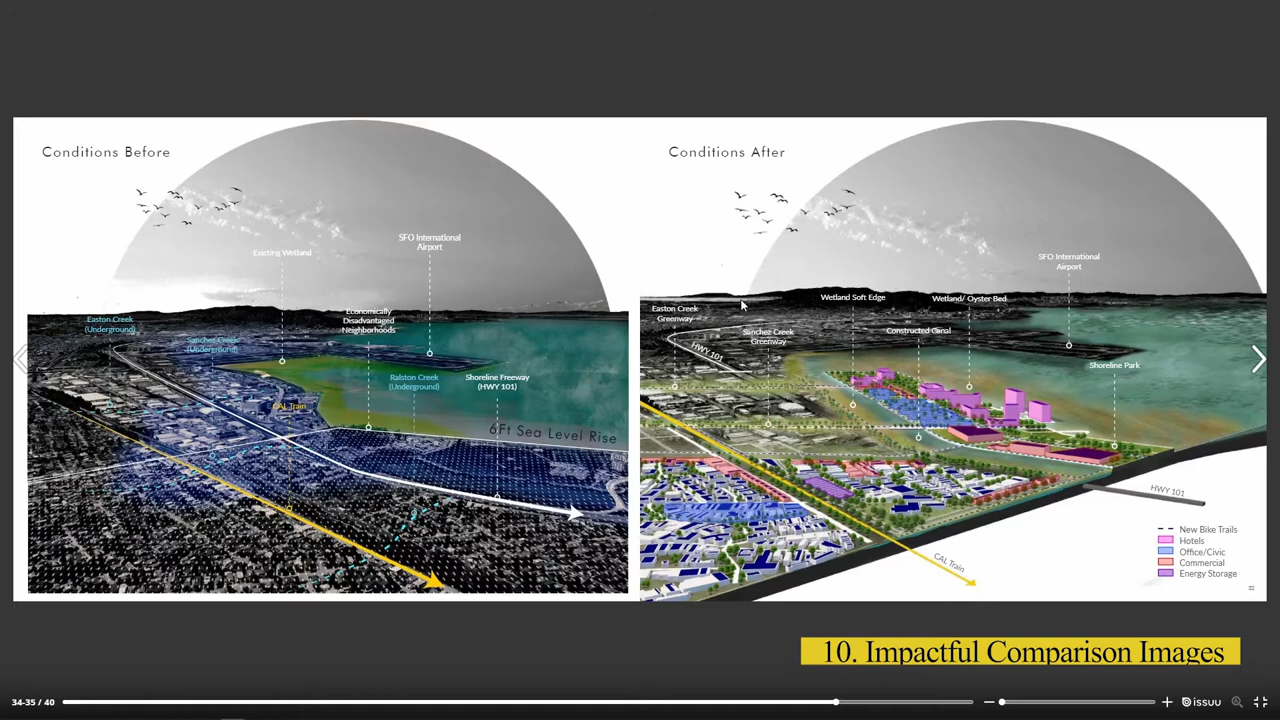 Conditions Before
SFO International
Airport
Existing Wetland
Easton Creek
(Underground)
Economically
Disadvantaged
Neighborhoods
Sanchez Creek
(Underground)
Ralston Creek
(Underground)
Shoreline Freeway
(HWY 101)
CAL Train
6Ft Sea Level Rise
Conditions After
SFO International
Airport
Wetland Soft Edge
Wetland/ Oyster Bed
Easton Creek
Greenway
Sanchez Creek
Greenway
Constructed Canal
HWY 101
Shoreline Park
HWY 101
CAL Train
New Bike Trails
Hotels
Office/Civic
Commercial
Energy Storage
32
10. Impactful Comparison Images
34-35 / 40
issuu